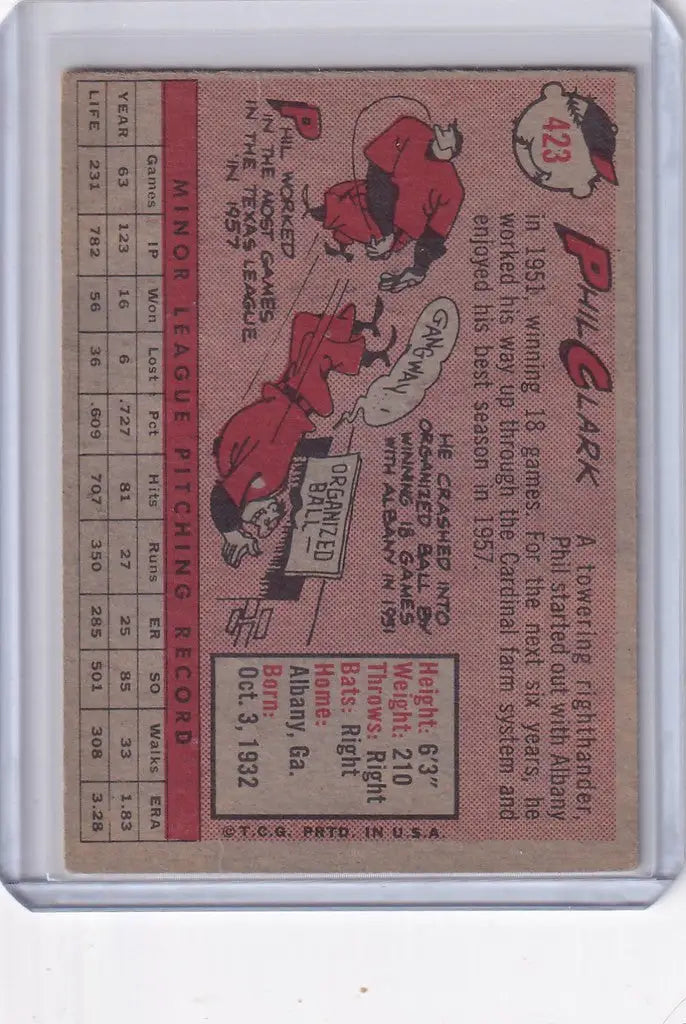 423
PHIL CLARK
A towering righthander,
Phil started out with Albany
in 1951, winning 18 games. For the next six years, he
worked his way up through the Cardinal farm system and
enjoyed his best season in 1957.
PHIL WORKED
IN THE MOST GAMES
IN THE TEXAS LEAGUE
IN 1957
GANGWAY!
HE CRASHED INTO
ORGANIZED BALL BY
WINNING 18 GAMES
WITH ALBANY IN 1951
ORGANIZED
BALL
Height: 6'3"
Weight: 210
Throws: Right
Bats: Right
Home:
Albany, Ga.
Born:
Oct. 3, 1932
MINOR LEAGUE PITCHING RECORD
Games IP Won Lost Pct Hits Runs ER SO Walks ERA
YEAR 63 123 16 6 .727 81 27 25 85 33 1.83
LIFE 231 782 56 36 .609 707 350 285 501 308 3.28
©T.C.G. PRTD. IN U.S.A.